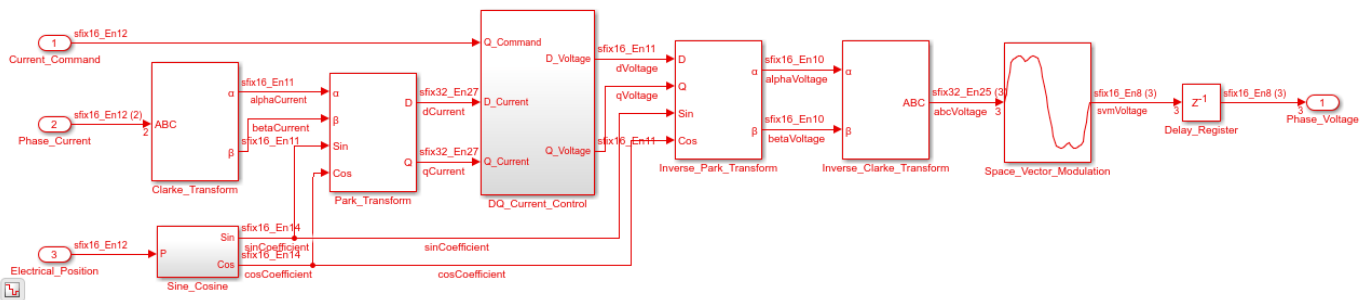 1
Current_Command
sfix16_En12
2
Phase_Current
sfix16_En12 (2)
2
ABC
α
β
Clarke_Transform
sfix16_En11
alphaCurrent
betaCurrent
sfix16_En11
3
Electrical_Position
sfix16_En12
P
Sin
Cos
Sine_Cosine
sfix16_En14
sinCoefficient
sfix16_En14
cosCoefficient
sinCoefficient
cosCoefficient
α
β
Sin
Cos
D
Q
Park_Transform
sfix32_En27
dCurrent
sfix32_En27
qCurrent
Q_Command
D_Current
Q_Current
D_Voltage
Q_Voltage
DQ_Current_Control
sfix16_En11
dVoltage
qVoltage
sfix16_En11
D
Q
Sin
Cos
α
β
Inverse_Park_Transform
sfix16_En10
alphaVoltage
sfix16_En10
betaVoltage
α
β
ABC
Inverse_Clarke_Transform
sfix32_En25 (3)
abcVoltage
3
Space_Vector_Modulation
sfix16_En8 (3)
svmVoltage
3
z-1
Delay_Register
sfix16_En8 (3)
3
1
Phase_Voltage